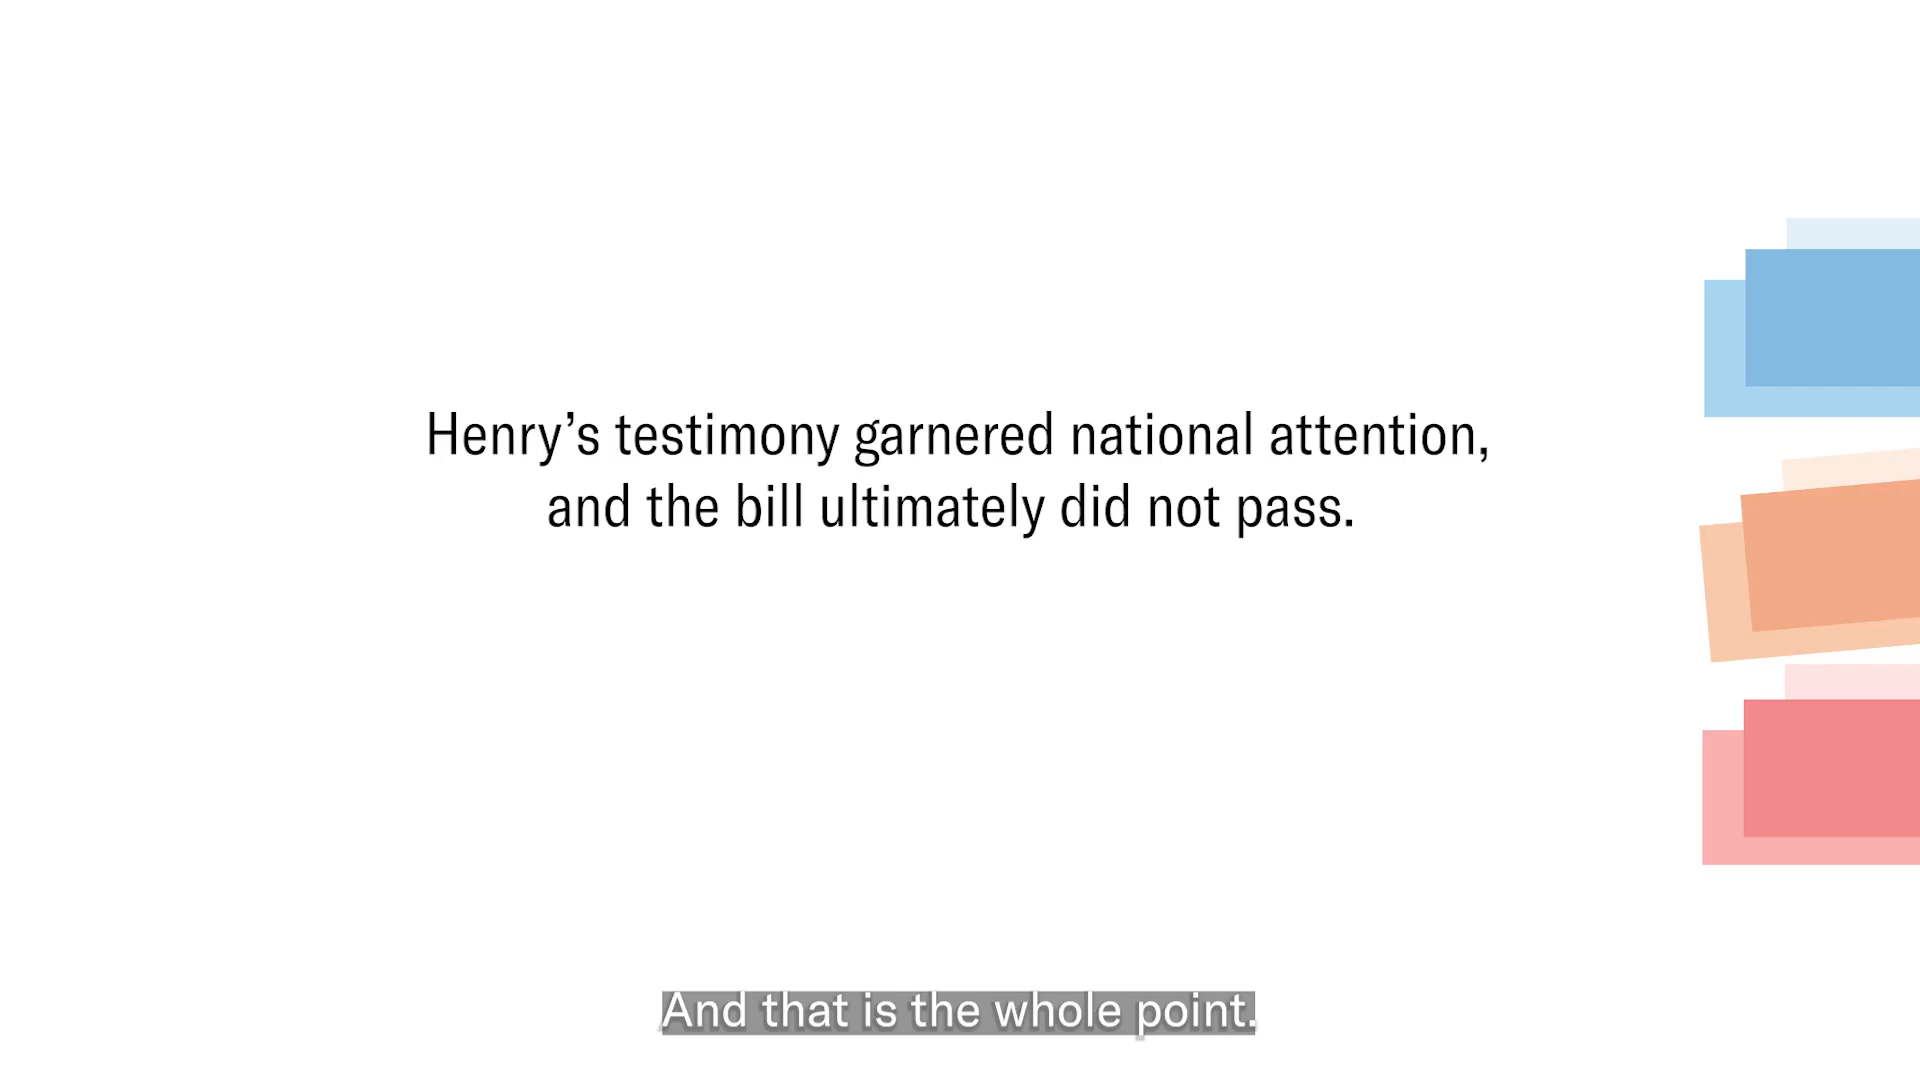 Henry’s testimony garnered national attention,
and the bill ultimately did not pass.
And that is the whole point.